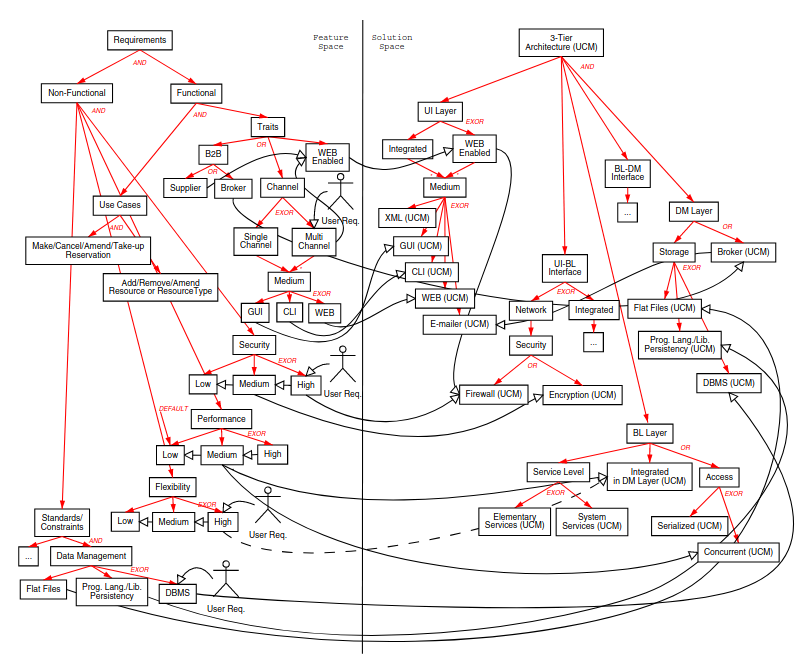 Feature
Space
Solution
Space
Requirements
AND
Non-Functional
Functional
AND
AND
Traits
OR
B2B
OR
WEB
Enabled
Supplier
Broker
Channel
EXOR
User Req.
Use Cases
AND
Make/Cancel/Amend/Take-up
Reservation
Single
Channel
Multi
Channel
Add/Remove/Amend
Resource or ResourceType
Medium
EXOR
GUI
CLI
WEB
Security
EXOR
Low
Medium
High
User Req.
DEFAULT
Performance
EXOR
Low
Medium
High
Flexibility
EXOR
Low
Medium
High
User Req.
Standards/
Constraints
AND
...
Data Management
EXOR
Flat Files
Prog. Lang./Lib.
Persistency
DBMS
User Req.
3-Tier
Architecture (UCM)
AND
UI Layer
EXOR
Integrated
WEB
Enabled
Medium
EXOR
XML (UCM)
GUI (UCM)
CLI (UCM)
WEB (UCM)
E-mailer (UCM)
BL-DM
Interface
...
DM Layer
OR
Storage
EXOR
Broker (UCM)
UI-BL
Interface
EXOR
Network
Integrated
...
Flat Files (UCM)
Prog. Lang./Lib.
Persistency (UCM)
DBMS (UCM)
Security
OR
Firewall (UCM)
Encryption (UCM)
BL Layer
OR
Service Level
EXOR
Integrated
in DM Layer (UCM)
Access
EXOR
Elementary
Services (UCM)
System
Services (UCM)
Serialized (UCM)
Concurrent (UCM)